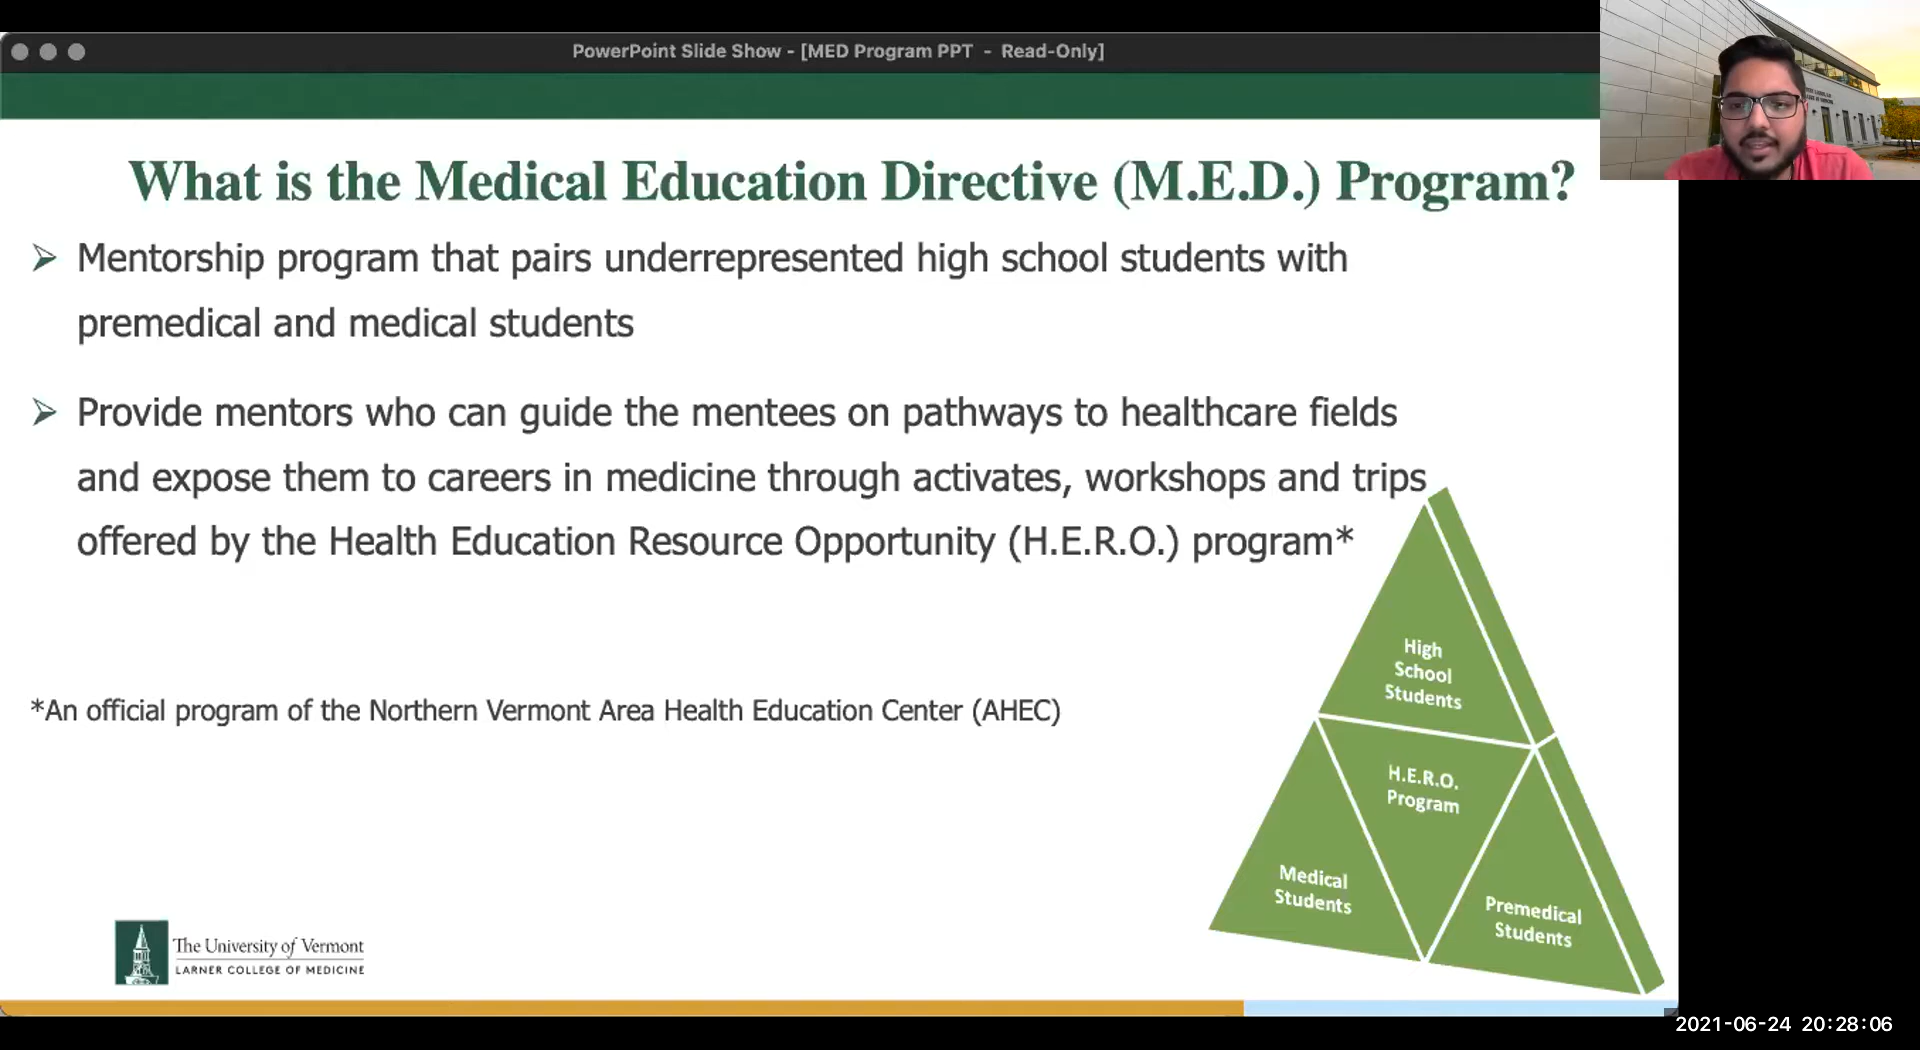 PowerPoint Slide Show - [MED Program PPT - Read-Only]
What is the Medical Education Directive (M.E.D.) Program?
Mentorship program that pairs underrepresented high school students with
premedical and medical students
Provide mentors who can guide the mentees on pathways to healthcare fields
and expose them to careers in medicine through activates, workshops and trips
offered by the Health Education Resource Opportunity (H.E.R.O.) program*
*An official program of the Northern Vermont Area Health Education Center (AHEC)
High
School
Students
H.E.R.O.
Program
Medical
Students
Premedical
Students
The University of Vermont
LARNER COLLEGE OF MEDICINE
2021-06-24 20:28:06